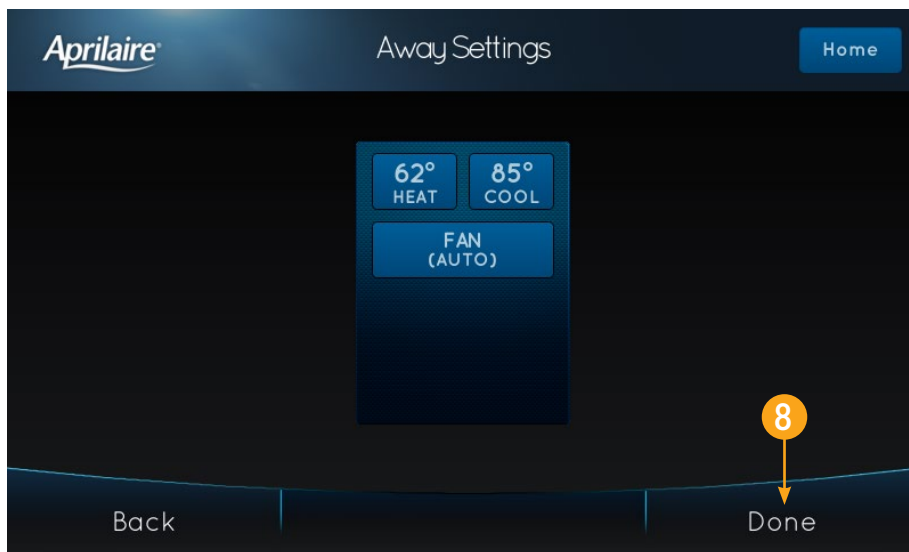 Aprilaire®
Away Settings
Home
62°
HEAT
85°
COOL
FAN
(AUTO)
8
Back
Done